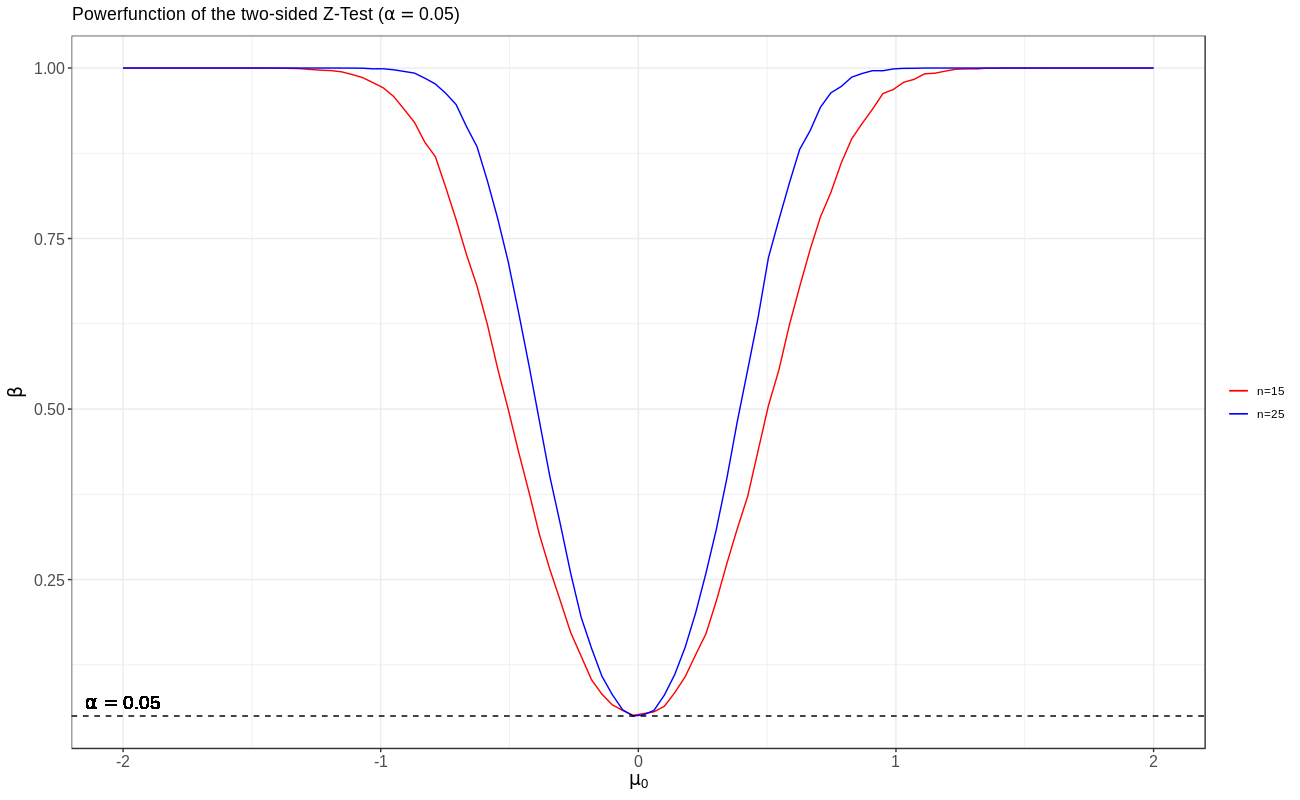 Powerfunction of the two-sided Z-Test (α = 0.05)
1.00
0.75
0.50
0.25
β
α = 0.05
-2
-1
0
1
2
μ₀
n=15
n=25